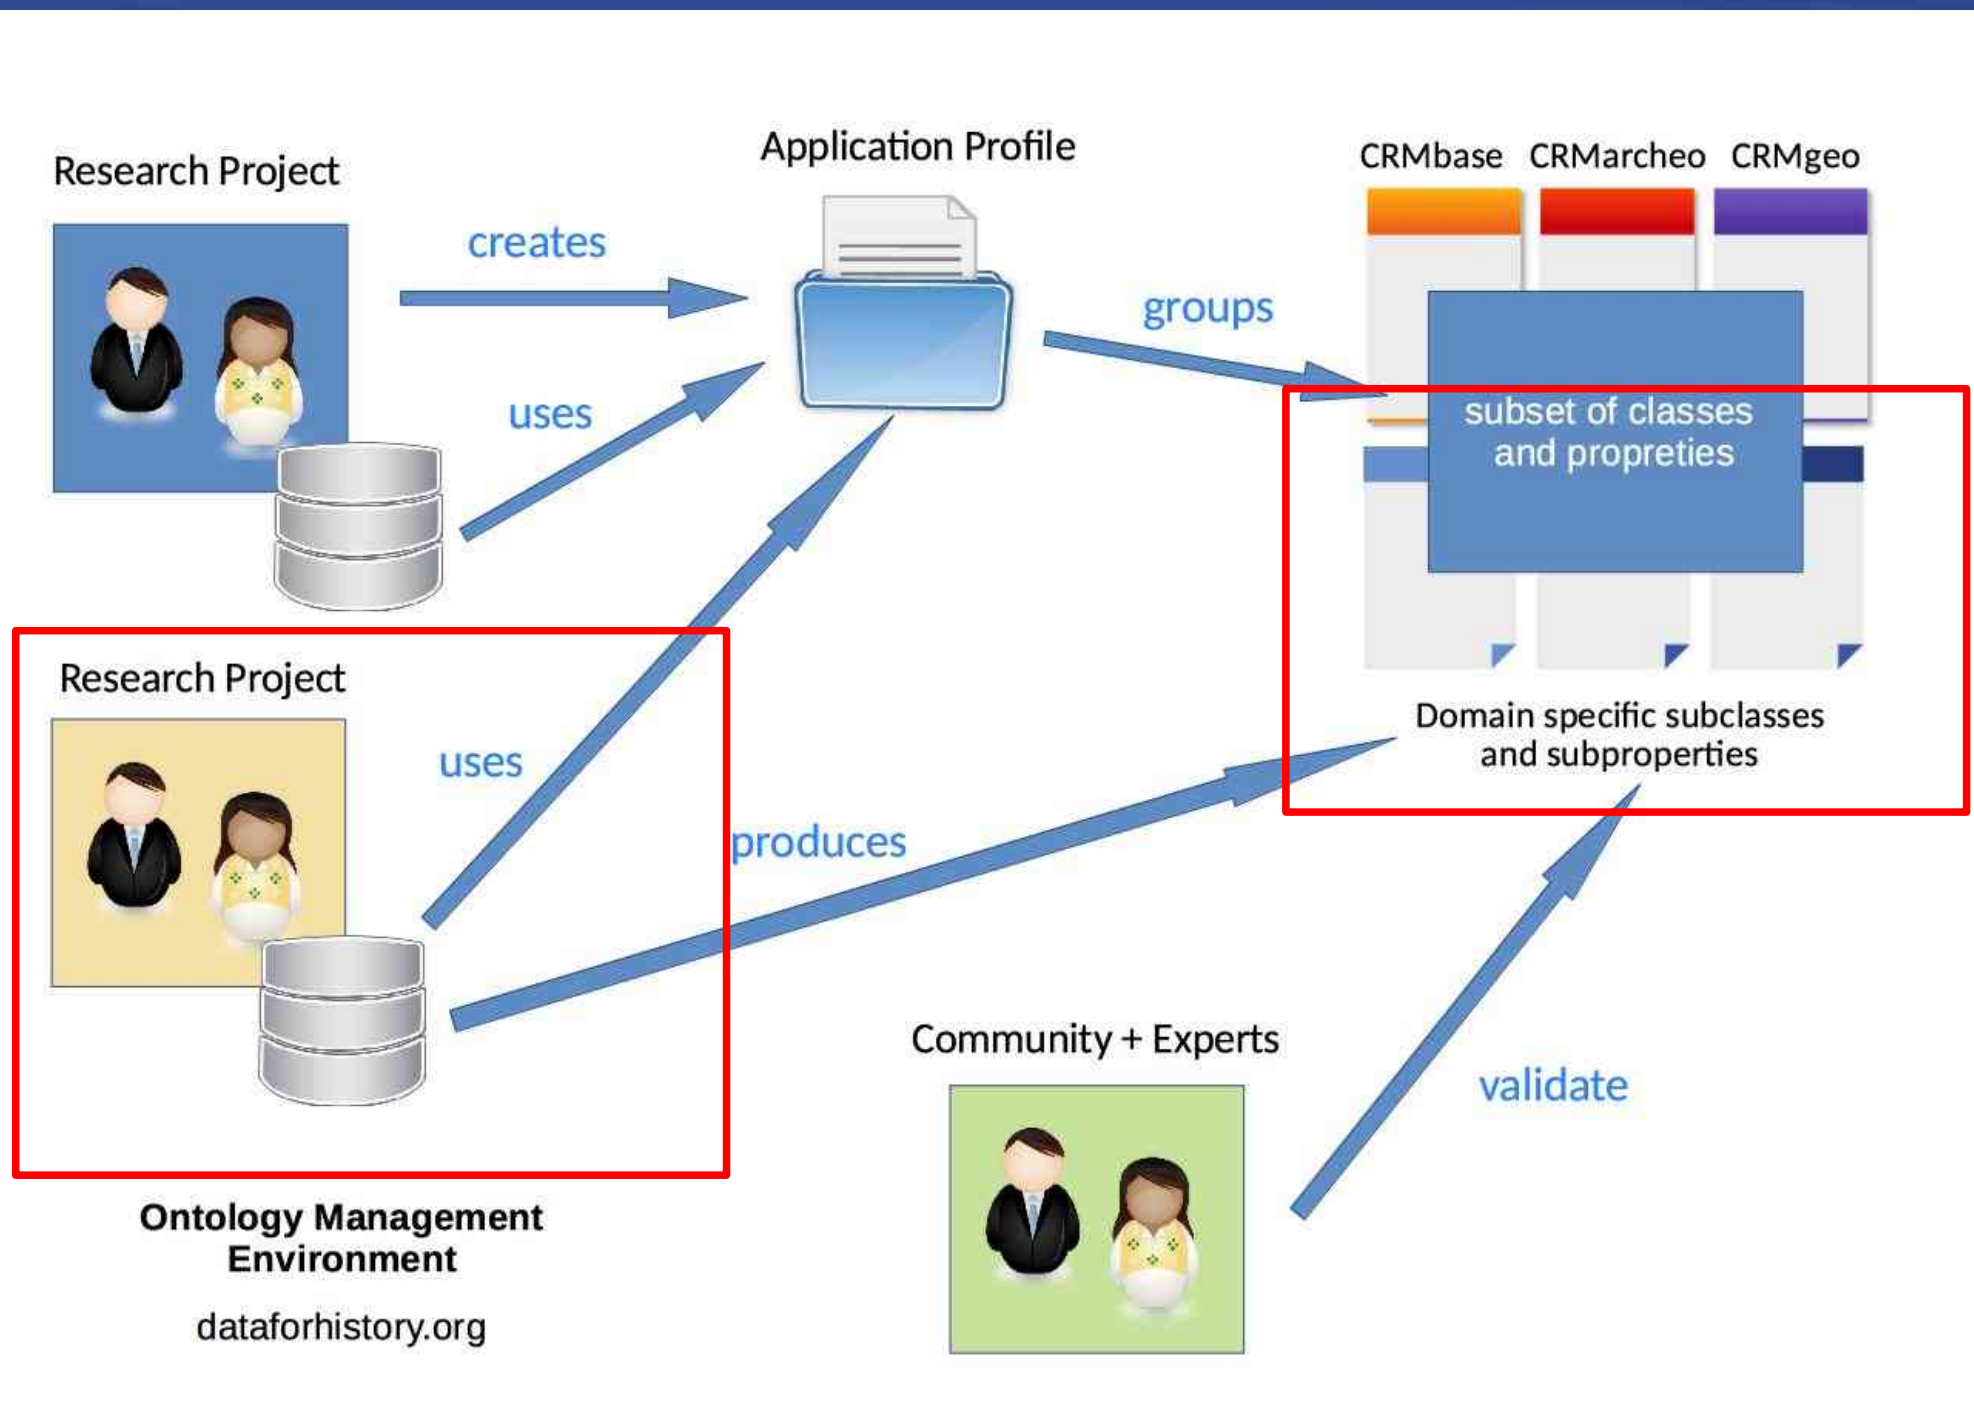 Research Project
creates
uses
Application Profile
groups
CRMbase CRMarcheo CRMgeo
subset of classes
and propreties
Research Project
uses
produces
Domain specific subclasses
and subproperties
Community + Experts
validate
Ontology Management
Environment
dataforhistory.org